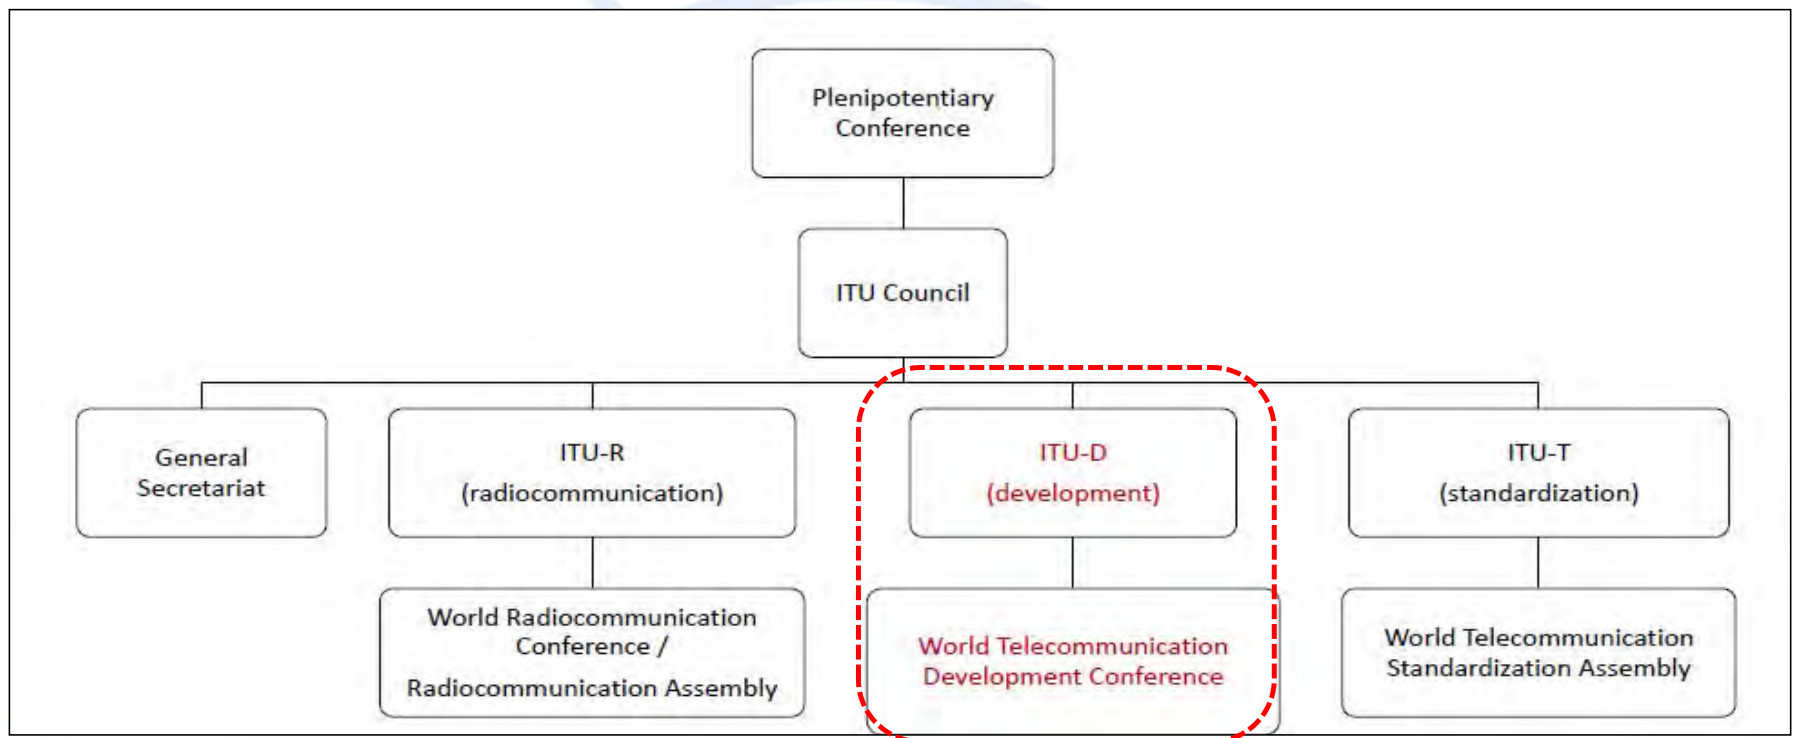 Plenipotentiary
Conference
ITU Council
General
Secretariat
ITU-R
(radiocommunication)
ITU-D
(development)
ITU-T
(standardization)
World Radiocommunication
Conference /
Radiocommunication Assembly
World Telecommunication
Development Conference
World Telecommunication
Standardization Assembly